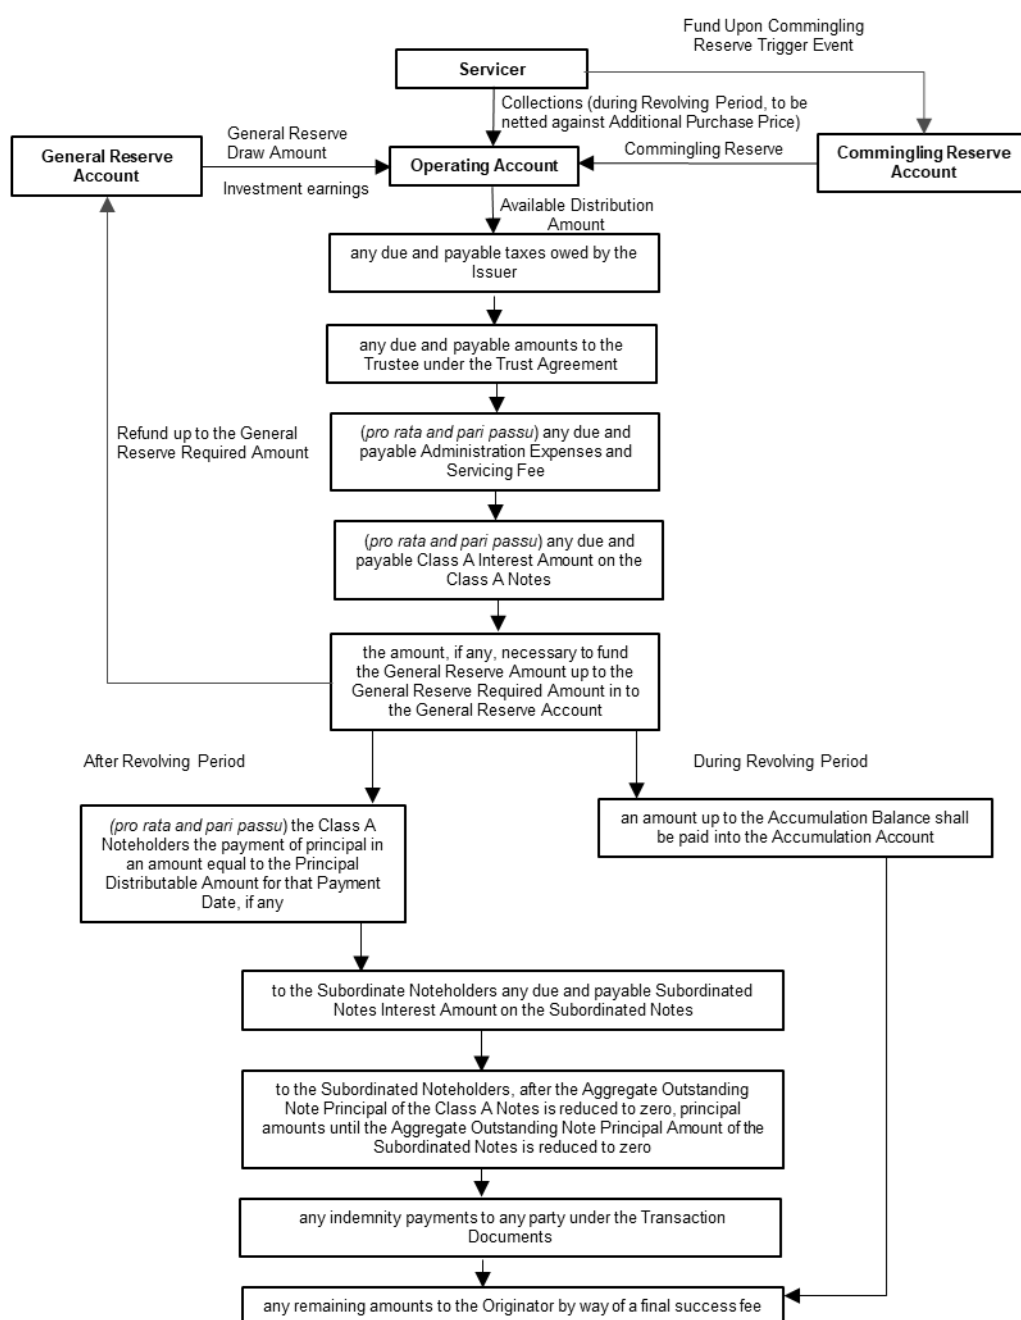 Fund Upon Commingling
Reserve Trigger Event
Servicer
Collections (during Revolving Period, to be
netted against Additional Purchase Price)
General Reserve
Draw Amount
General Reserve
Account
Investment earnings
Operating Account
Commingling Reserve
Commingling Reserve
Account
Available Distribution
Amount
any due and payable taxes owed by the
Issuer
any due and payable amounts to the
Trustee under the Trust Agreement
(pro rata and pari passu) any due and
payable Administration Expenses and
Servicing Fee
Refund up to the General
Reserve Required Amount
(pro rata and pari passu) any due and
payable Class A Interest Amount on the
Class A Notes
the amount, if any, necessary to fund
the General Reserve Amount up to the
General Reserve Required Amount in to
the General Reserve Account
After Revolving Period
During Revolving Period
(pro rata and pari passu) the Class A
Noteholders the payment of principal in
an amount equal to the Principal
Distributable Amount for that Payment
Date, if any
an amount up to the Accumulation Balance shall
be paid into the Accumulation Account
to the Subordinate Noteholders any due and payable Subordinated
Notes Interest Amount on the Subordinated Notes
to the Subordinated Noteholders, after the Aggregate Outstanding
Note Principal of the Class A Notes is reduced to zero, principal
amounts until the Aggregate Outstanding Note Principal Amount of the
Subordinated Notes is reduced to zero
any indemnity payments to any party under the Transaction
Documents
any remaining amounts to the Originator by way of a final success fee